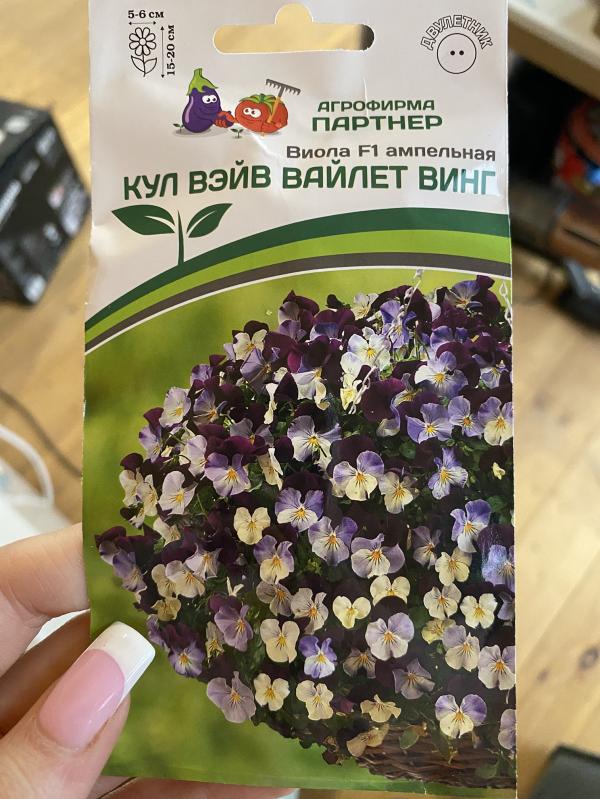 5-6 см
15-20 см
ДВУЛЕТНИК
АГРОФИРМА
ПАРТНЕР
Виола F1 ампельная
КУЛ ВЭЙВ ВАЙЛЕТ ВИНГ